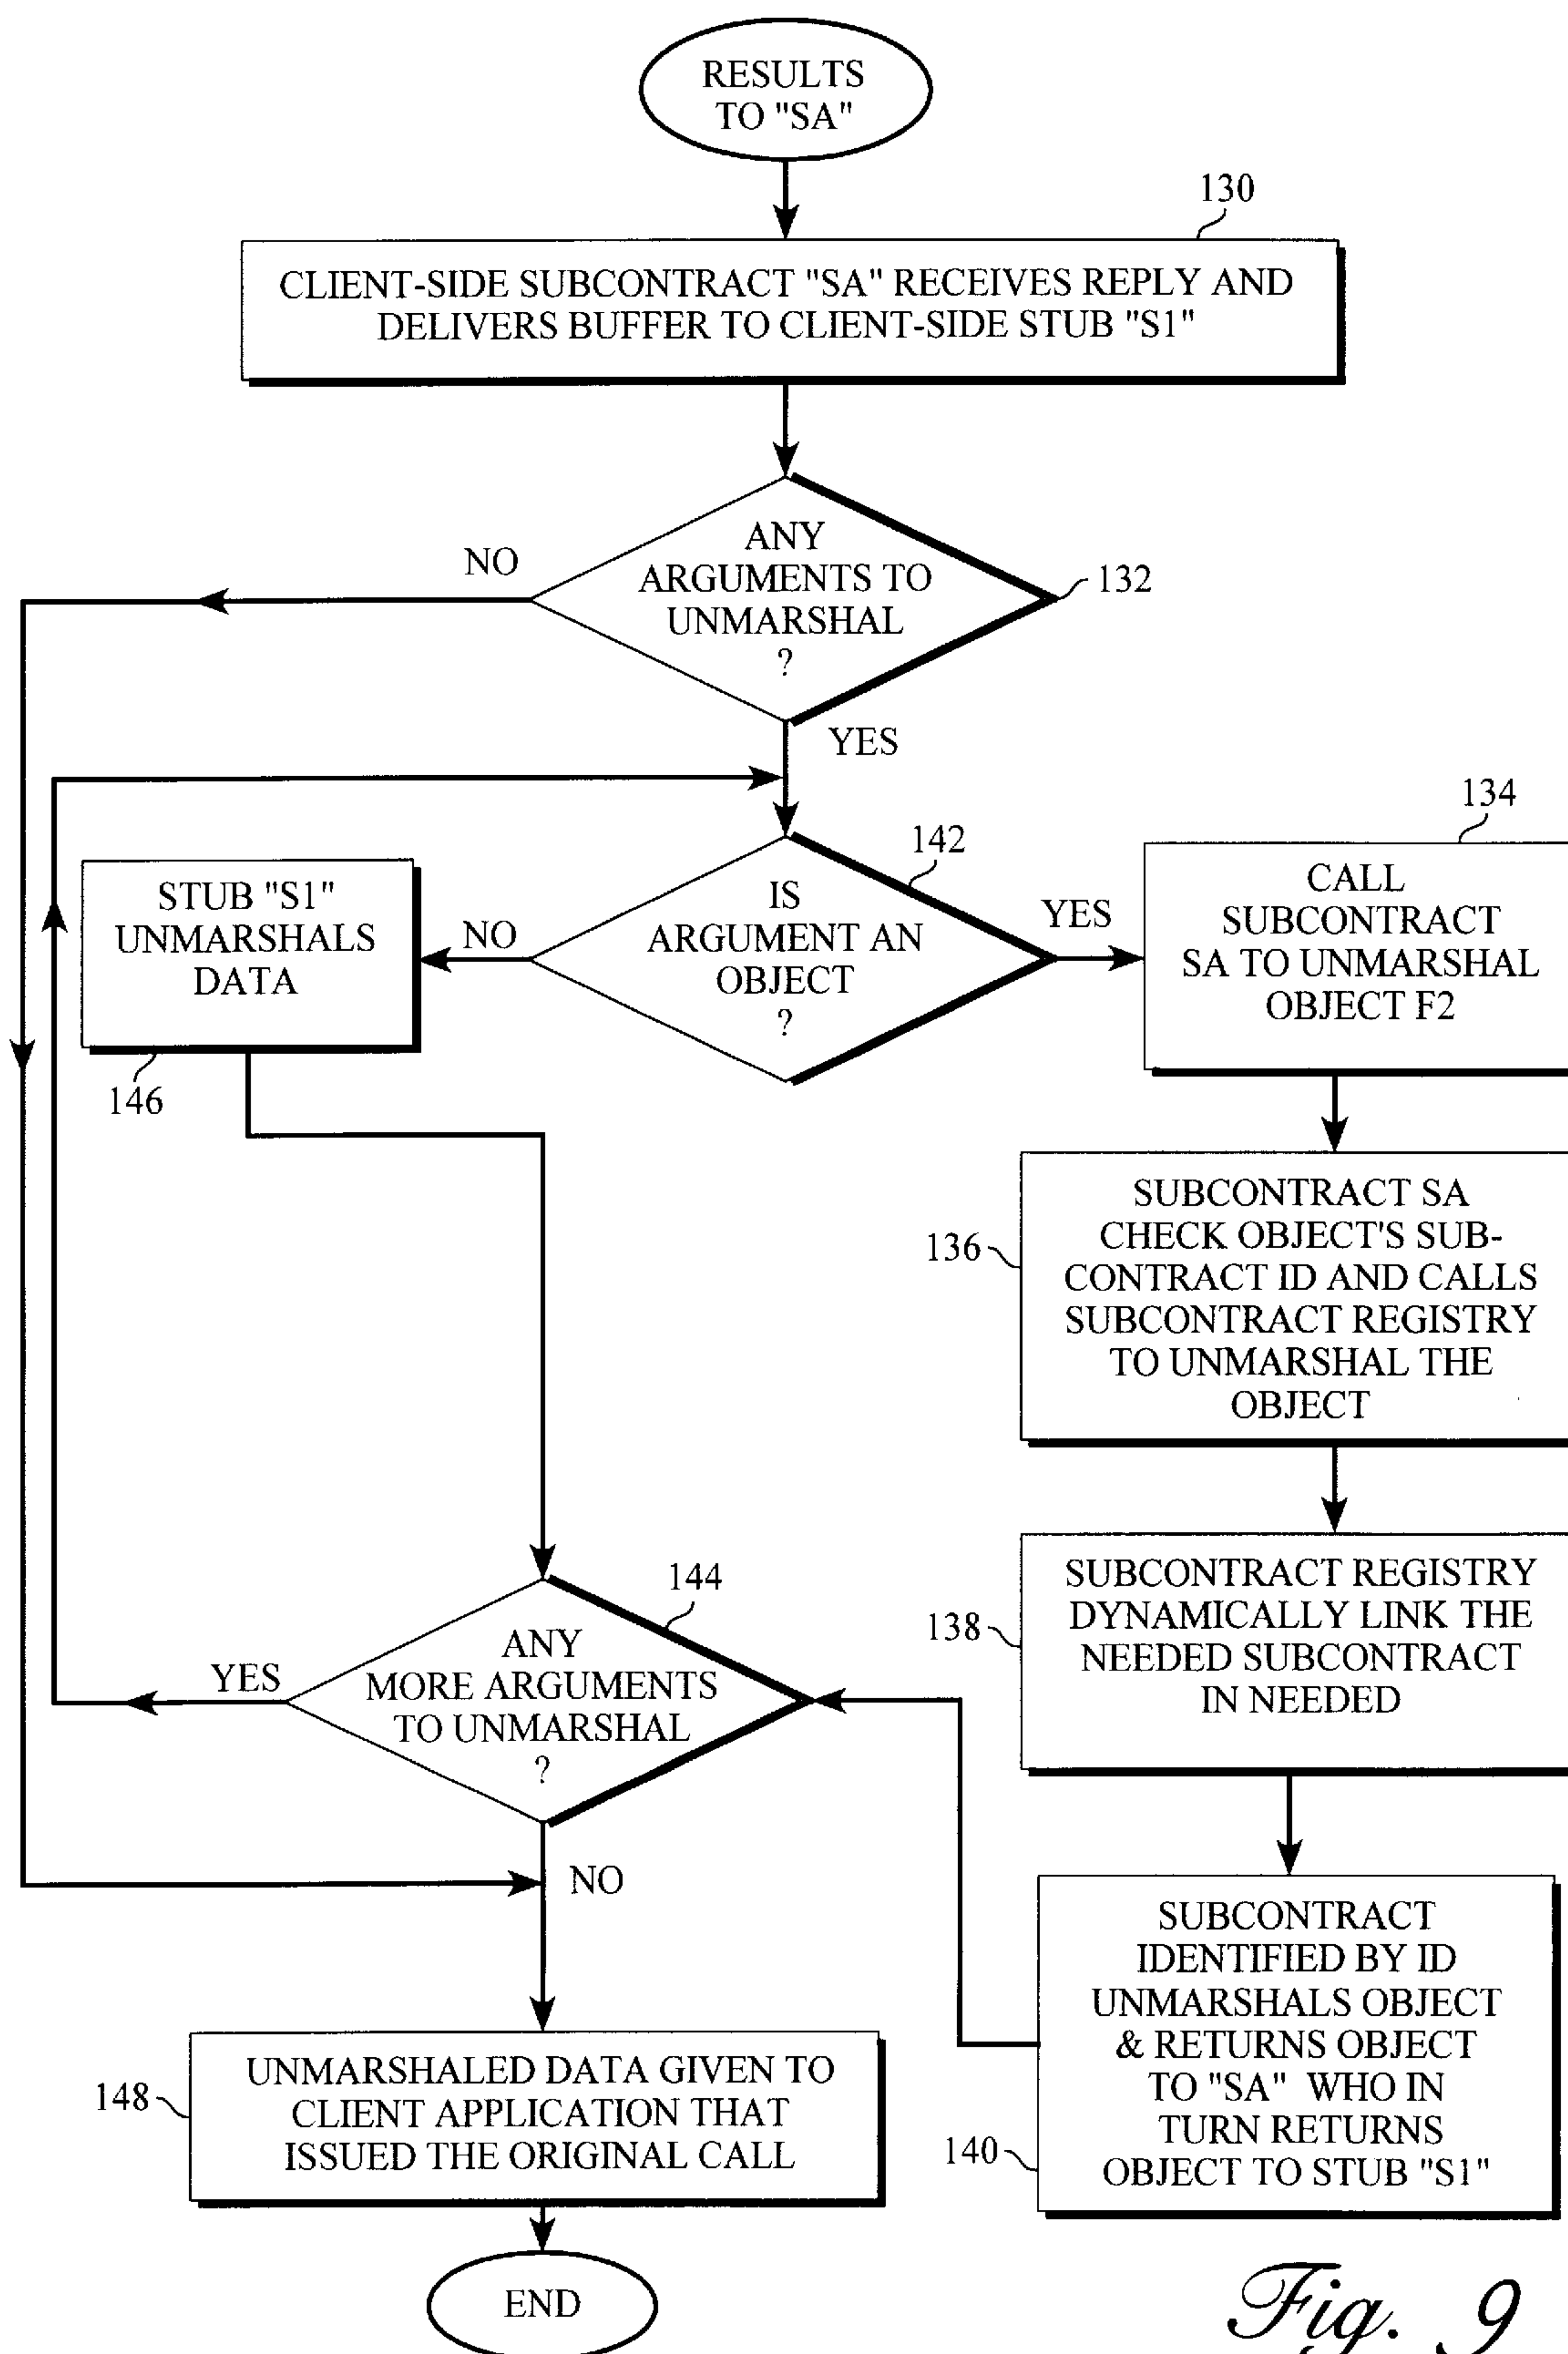 RESULTS
TO "SA"
130
CLIENT-SIDE SUBCONTRACT "SA" RECEIVES REPLY AND
DELIVERS BUFFER TO CLIENT-SIDE STUB "S1"
ANY
ARGUMENTS TO
UNMARSHAL
?
132
NO
YES
142
IS
ARGUMENT AN
OBJECT
?
NO
YES
STUB "S1"
UNMARSHALS
DATA
146
134
CALL
SUBCONTRACT
SA TO UNMARSHAL
OBJECT F2
136
SUBCONTRACT SA
CHECK OBJECT'S SUB-
CONTRACT ID AND CALLS
SUBCONTRACT REGISTRY
TO UNMARSHAL THE
OBJECT
138
SUBCONTRACT REGISTRY
DYNAMICALLY LINK THE
NEEDED SUBCONTRACT
IN NEEDED
144
ANY
MORE ARGUMENTS
TO UNMARSHAL
?
YES
NO
140
SUBCONTRACT
IDENTIFIED BY ID
UNMARSHALS OBJECT
& RETURNS OBJECT
TO "SA" WHO IN
TURN RETURNS
OBJECT TO STUB "S1"
148
UNMARSHALED DATA GIVEN TO
CLIENT APPLICATION THAT
ISSUED THE ORIGINAL CALL
END
Fig. 9